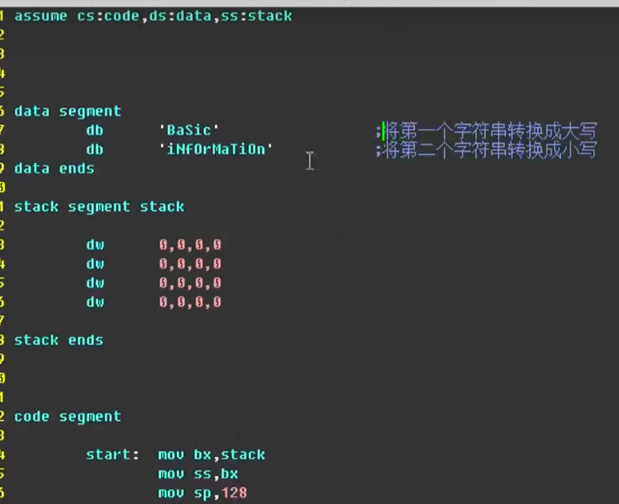 1 assume cs:code,ds:data,ss:stack
2
3
4
5
6 data segment
7 db 'BaSic' ;将第一个字符串转换成大写
8 db 'iNfOrMaTiOn' ;将第二个字符串转换成小写
9 data ends
0
1 stack segment stack
2
3 dw 0,0,0,0
4 dw 0,0,0,0
5 dw 0,0,0,0
6 dw 0,0,0,0
7
8 stack ends
9
0
1
2 code segment
3
4 start: mov bx,stack
5 mov ss,bx
6 mov sp,128